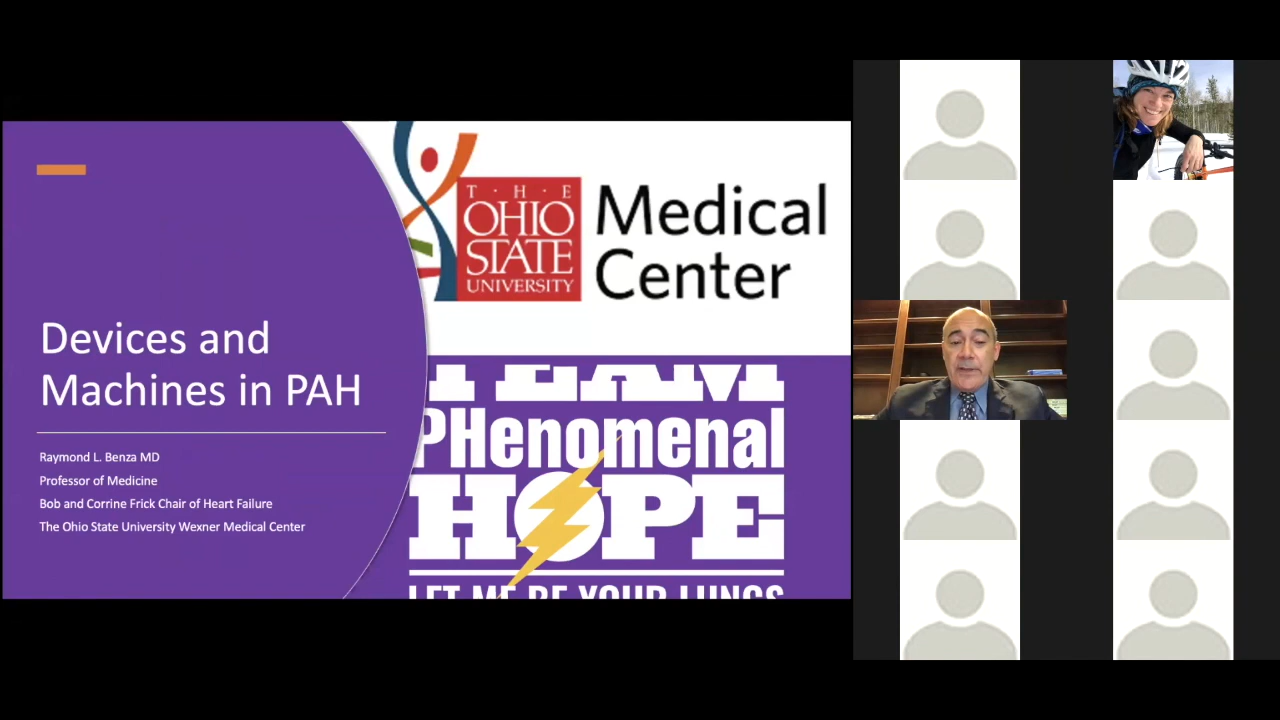 Devices and
Machines in PAH
Raymond L. Benza MD
Professor of Medicine
Bob and Corrine Frick Chair of Heart Failure
The Ohio State University Wexner Medical Center
T · H · E
OHIO
STATE
UNIVERSITY
Medical
Center
TEAM
PHenomenal
HOPE
LET ME BE YOUR LUNGS